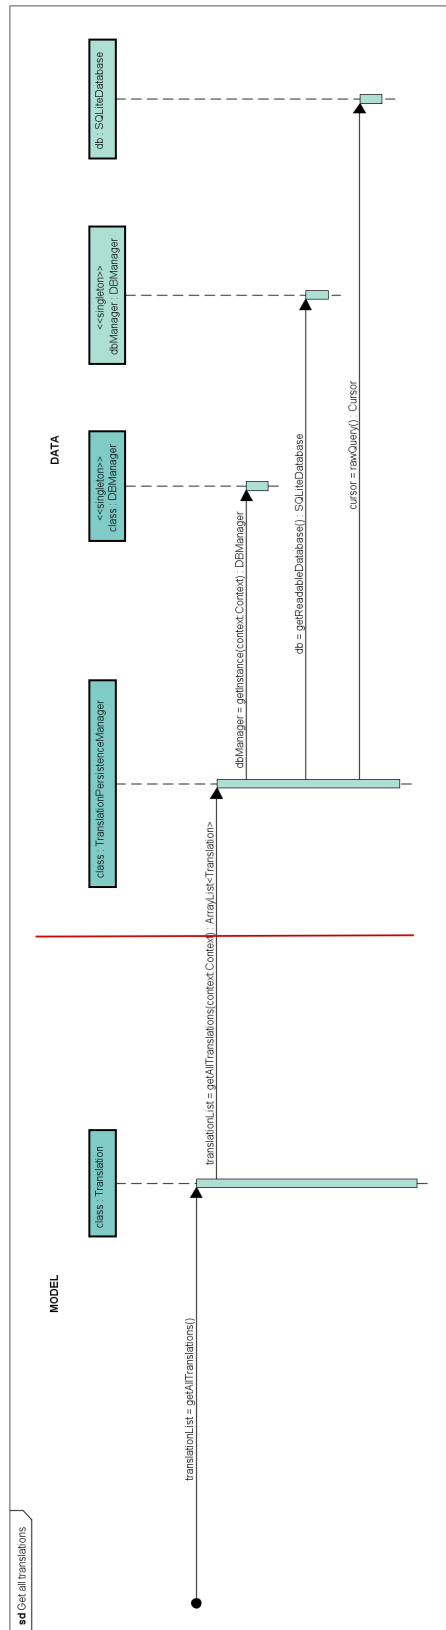 sd Get all translations
MODEL
DATA
class : Translation
class : TranslationPersistenceManager
<<singleton>>
class : DBManager
<<singleton>>
dbManager : DBManager
db : SQLiteDatabase
translationList = getAllTranslations()
translationList = getAllTranslations(context:Context) : ArrayList<Translation>
dbManager = getInstance(context:Context) : DBManager
db = getReadableDatabase() : SQLiteDatabase
cursor = rawQuery() : Cursor